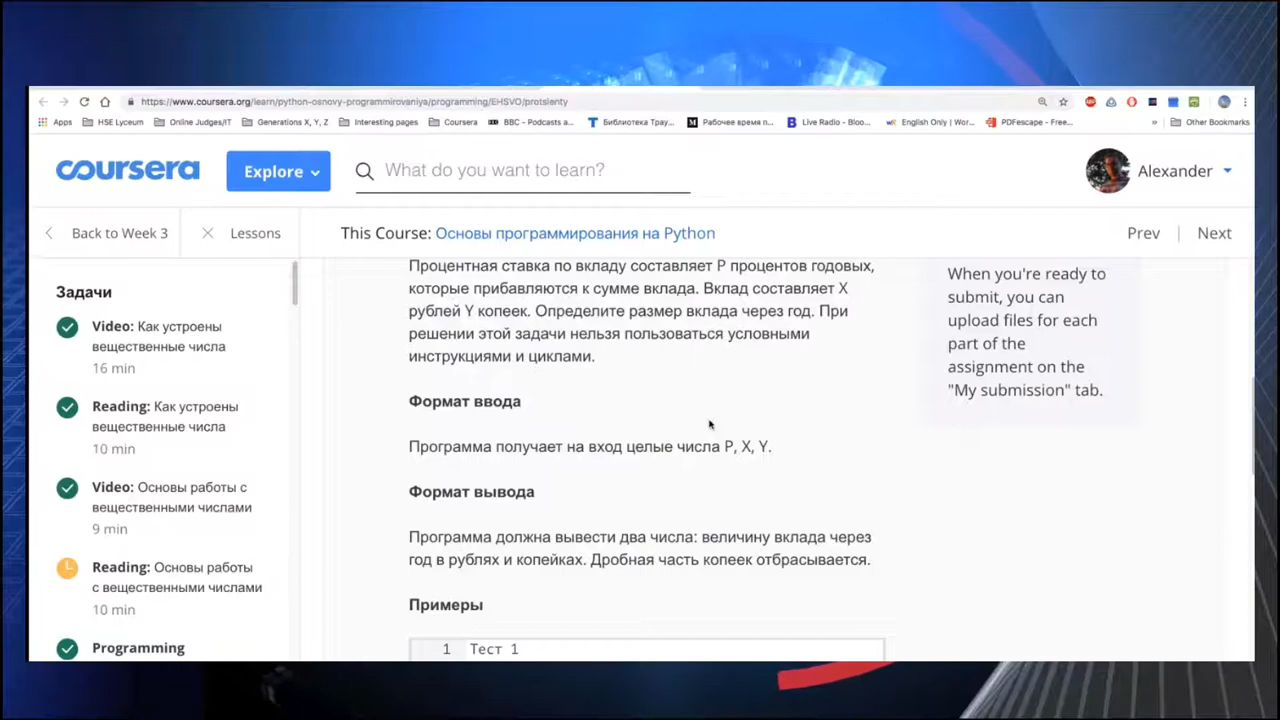 https://www.coursera.org/learn/python-osnovy-programmirovaniya/programming/EHSVO/protsienty
Apps HSE Lyceum Online Judges/IT Generations X, Y, Z Interesting pages Coursera BBC - Podcasts a... Библиотека Трау... Рабочее время п... Live Radio - Bloo... English Only | Wor... PDFescape - Free... » Other Bookmarks
coursera Explore What do you want to learn? Alexander
Back to Week 3 Lessons This Course: Основы программирования на Python Prev | Next
Задачи
Video: Как устроены
вещественные числа
16 min
Reading: Как устроены
вещественные числа
10 min
Video: Основы работы с
вещественными числами
9 min
Reading: Основы работы
с вещественными числами
10 min
Programming
Процентная ставка по вкладу составляет P процентов годовых,
которые прибавляются к сумме вклада. Вклад составляет X
рублей Y копеек. Определите размер вклада через год. При
решении этой задачи нельзя пользоваться условными
инструкциями и циклами.
Формат ввода
Программа получает на вход целые числа P, X, Y.
Формат вывода
Программа должна вывести два числа: величину вклада через
год в рублях и копейках. Дробная часть копеек отбрасывается.
Примеры
1 Тест 1
When you're ready to
submit, you can
upload files for each
part of the
assignment on the
"My submission" tab.